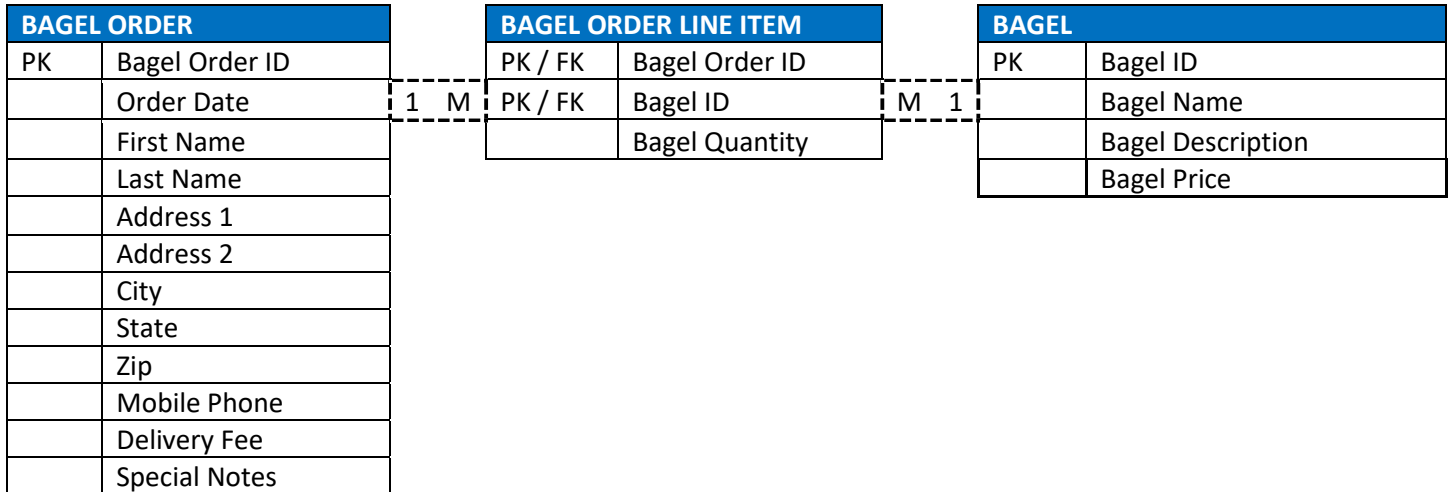 BAGEL ORDER BAGEL ORDER LINE ITEM BAGEL
PK Bagel Order ID PK / FK Bagel Order ID PK Bagel ID
Order Date 1 M PK / FK Bagel ID M 1 Bagel Name
First Name Bagel Quantity Bagel Description
Last Name Bagel Price
Address 1
Address 2
City
State
Zip
Mobile Phone
Delivery Fee
Special Notes